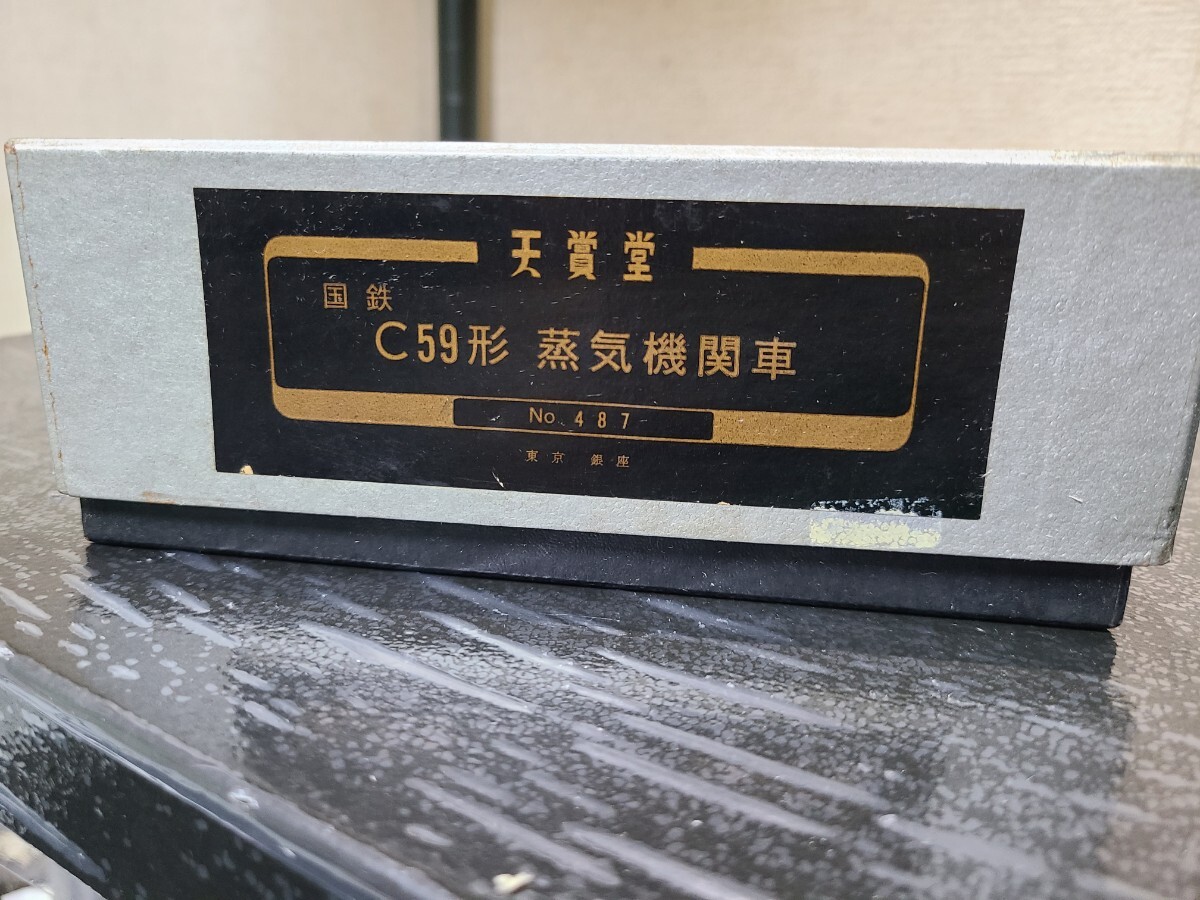 天賞堂
国鉄
C59形 蒸気機関車
No. 487
東京 銀座